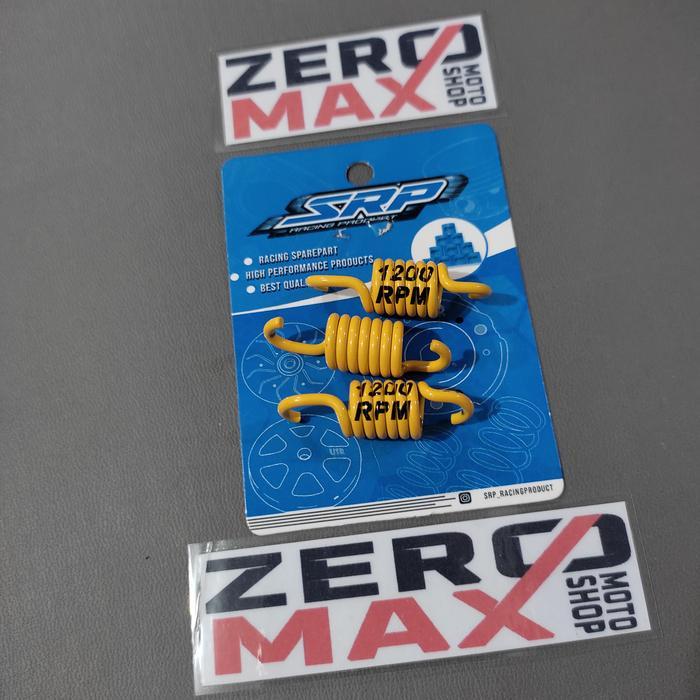 ZERO
MAX
MOTO
SHOP
SRP
RACING PRODUCT
RACING SPAREPART
HIGH PERFORMANCE PRODUCTS
BEST QUAL
1200
RPM
1200
RPM
SRP_RACINGPRODUCT
ZERO
MAX
MOTO
SHOP